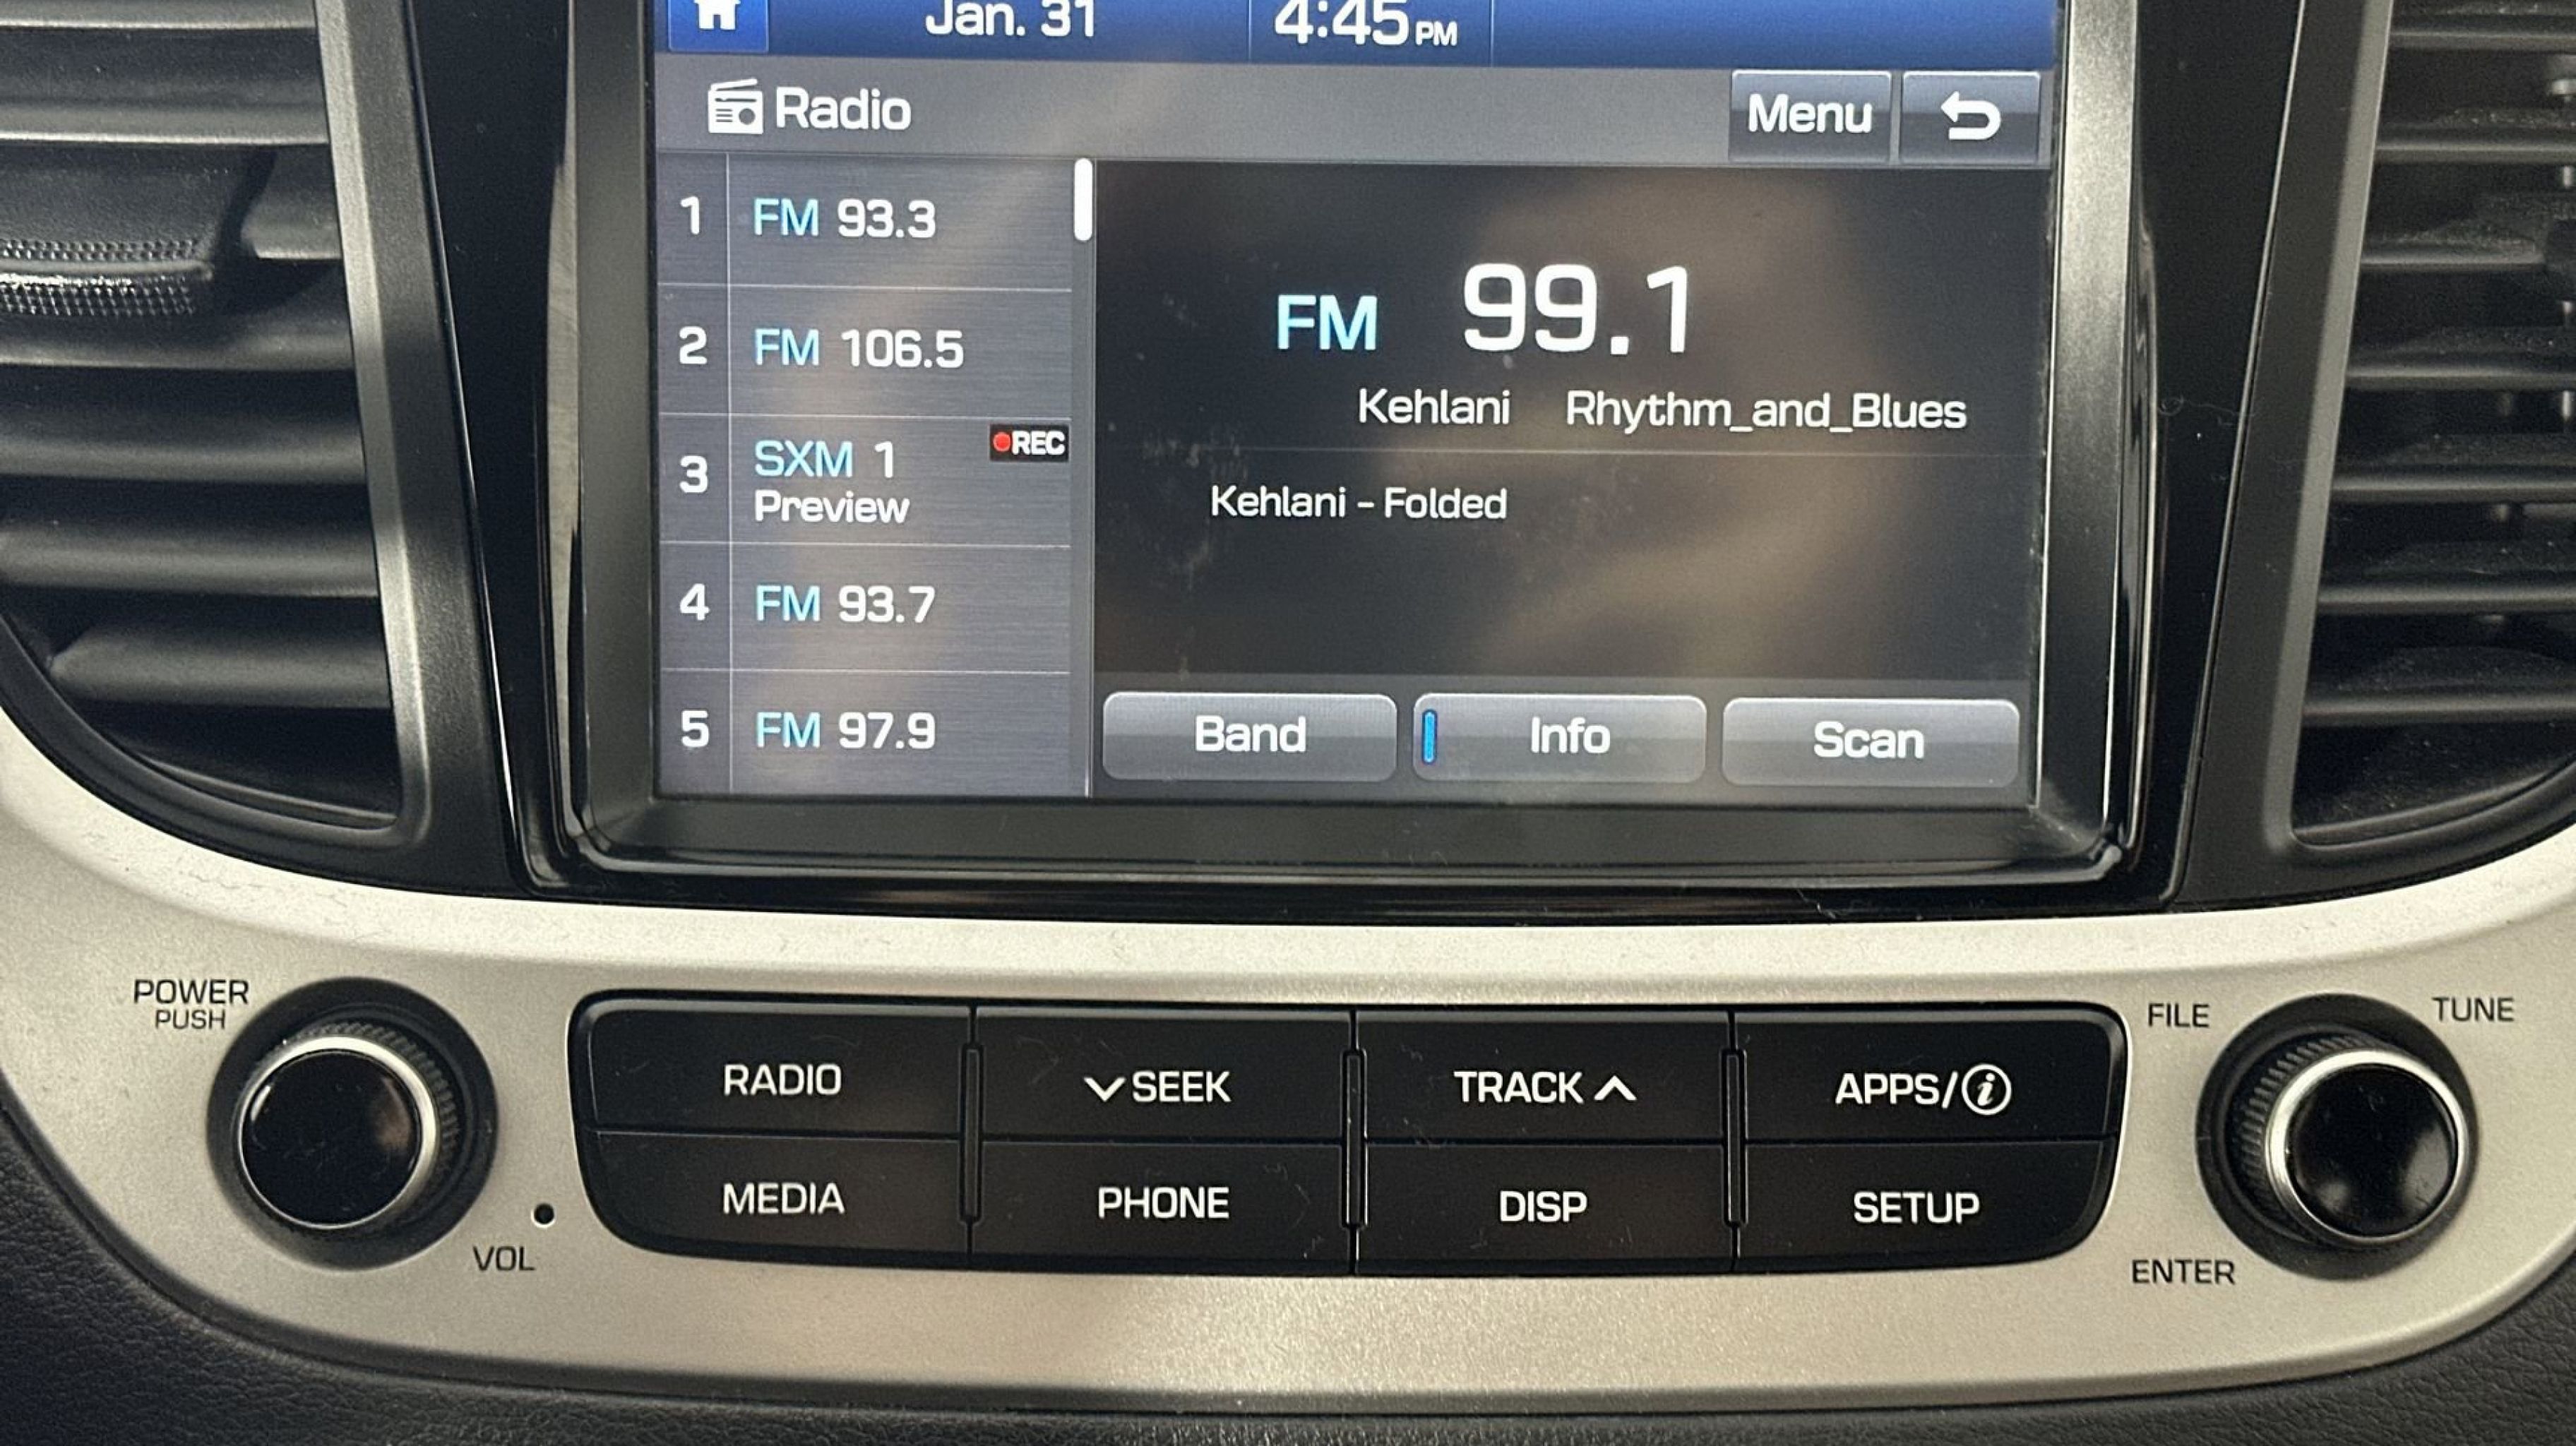 Jan. 31 4:45 PM
Radio Menu
1 FM 93.3
2 FM 106.5
3 SXM 1 REC
Preview
4 FM 93.7
5 FM 97.9
FM 99.1
Kehlani Rhythm_and_Blues
Kehlani - Folded
Band Info Scan
POWER
PUSH
VOL
RADIO SEEK TRACK APPS/i
MEDIA PHONE DISP SETUP
FILE TUNE
ENTER